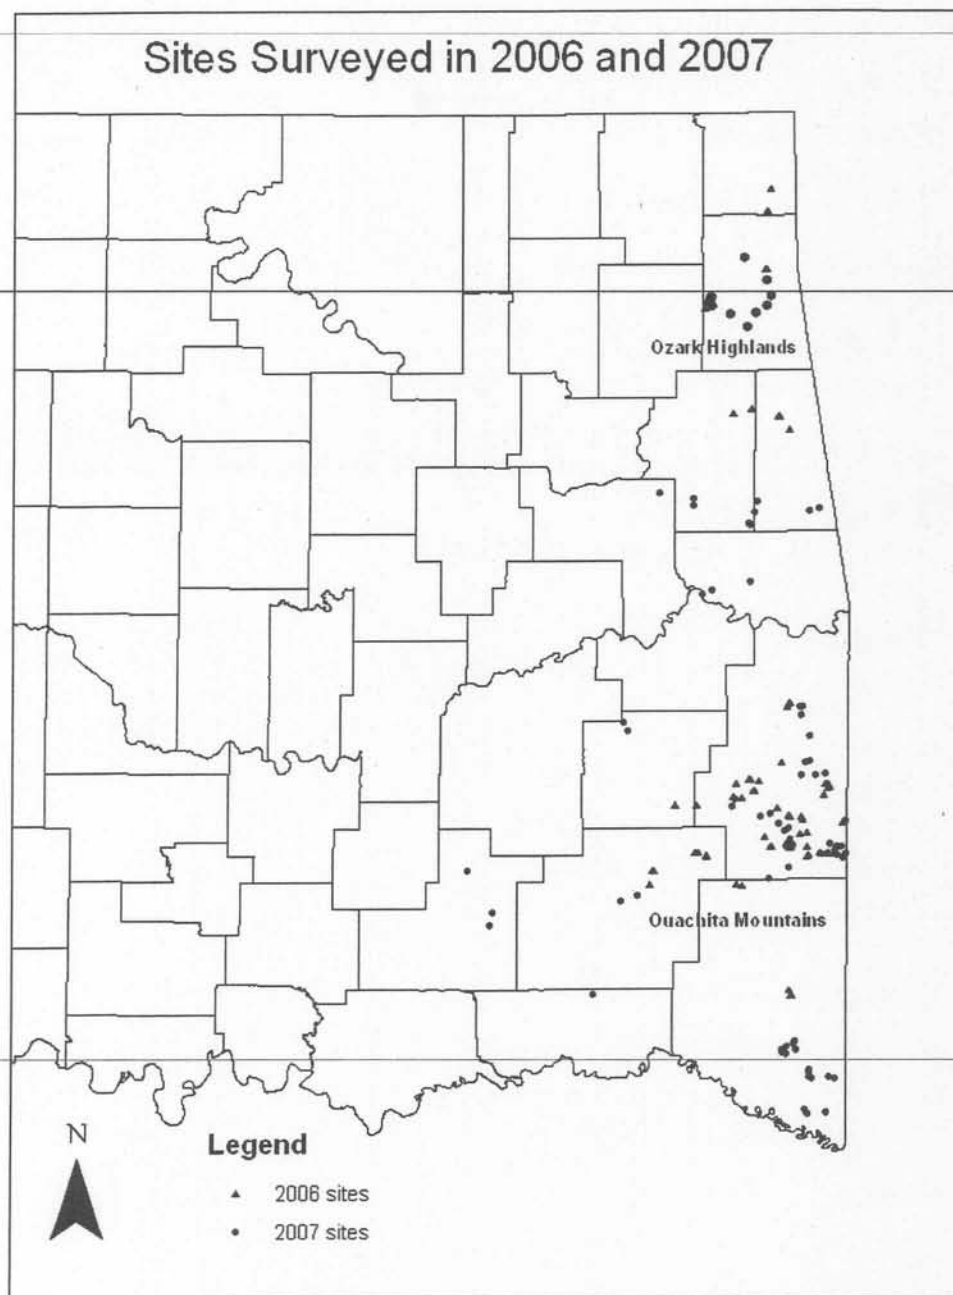 Sites Surveyed in 2006 and 2007
Ozark Highlands
Ouachita Mountains
N
Legend
2006 sites
2007 sites